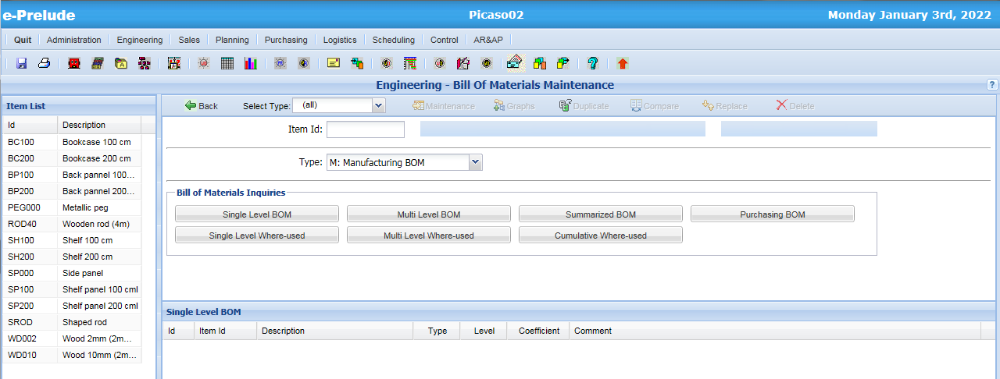 e-Prelude Picaso02 Monday January 3rd, 2022
Quit Administration Engineering Sales Planning Purchasing Logistics Scheduling Control AR&AP
Engineering - Bill Of Materials Maintenance ?
Item List
Id Description
BC100 Bookcase 100 cm
BC200 Bookcase 200 cm
BP100 Back pannel 100...
BP200 Back pannel 200...
PEG000 Metallic peg
ROD40 Wooden rod (4m)
SH100 Shelf 100 cm
SH200 Shelf 200 cm
SP000 Side panel
SP100 Shelf panel 100 cml
SP200 Shelf panel 200 cml
SROD Shaped rod
WD002 Wood 2mm (2m...
WD010 Wood 10mm (2m...
Back Select Type: (all) Maintenance Graphs Duplicate Compare Replace Delete
Item Id:
Type: M: Manufacturing BOM
Bill of Materials Inquiries
Single Level BOM Multi Level BOM Summarized BOM Purchasing BOM
Single Level Where-used Multi Level Where-used Cumulative Where-used
Single Level BOM
Id Item Id Description Type Level Coefficient Comment